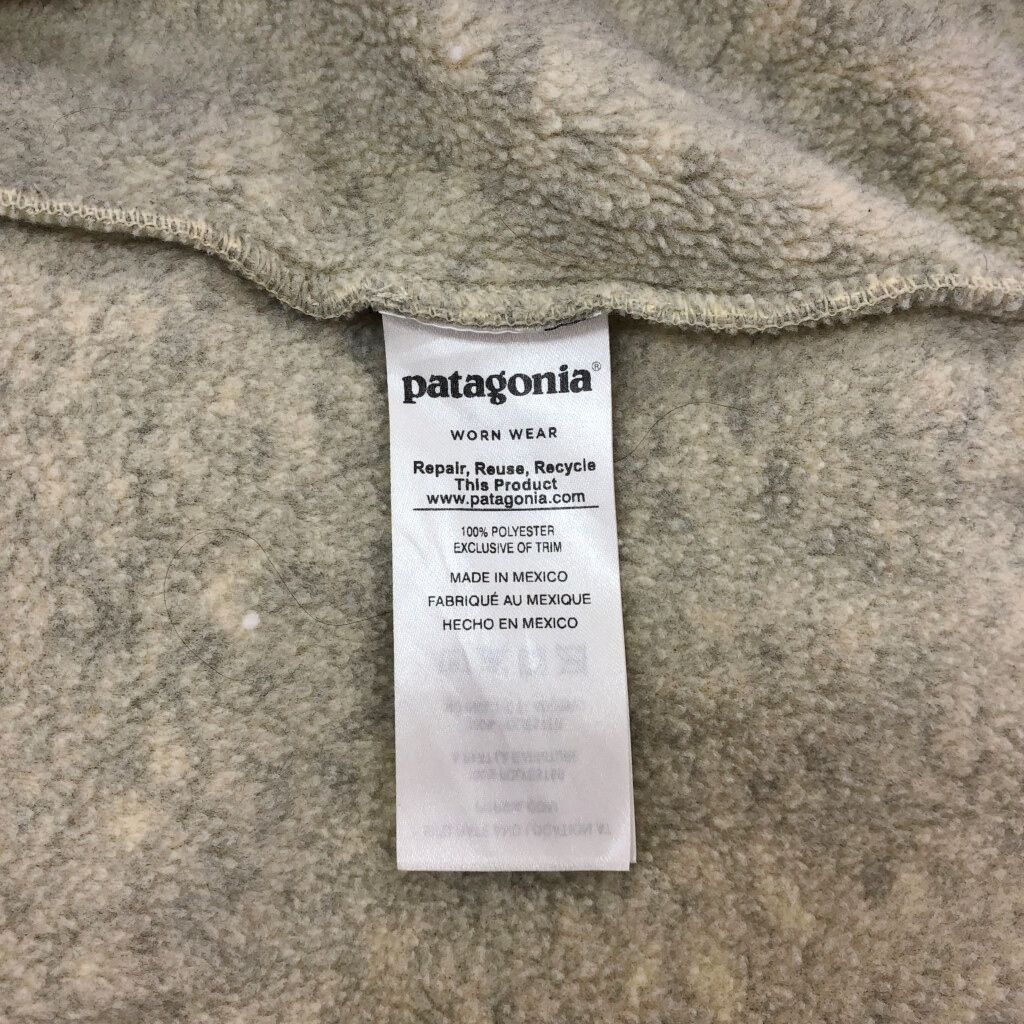 patagonia®
WORN WEAR
Repair, Reuse, Recycle
This Product
www.patagonia.com
100% POLYESTER
EXCLUSIVE OF TRIM
MADE IN MEXICO
FABRIQUÉ AU MEXIQUE
HECHO EN MEXICO